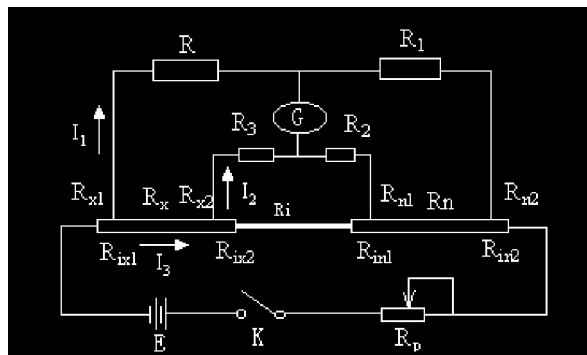 R R₁
G
R₃ R₂
I₁
Rₓ₁ Rₓ Rₓ₂ I₂ Ri Rₙ₁ Rn Rₙ₂
Rᵢₓ₁ I₃ Rᵢₓ₂ Rᵢₙ₁ Rᵢₙ₂
E K Rₚ